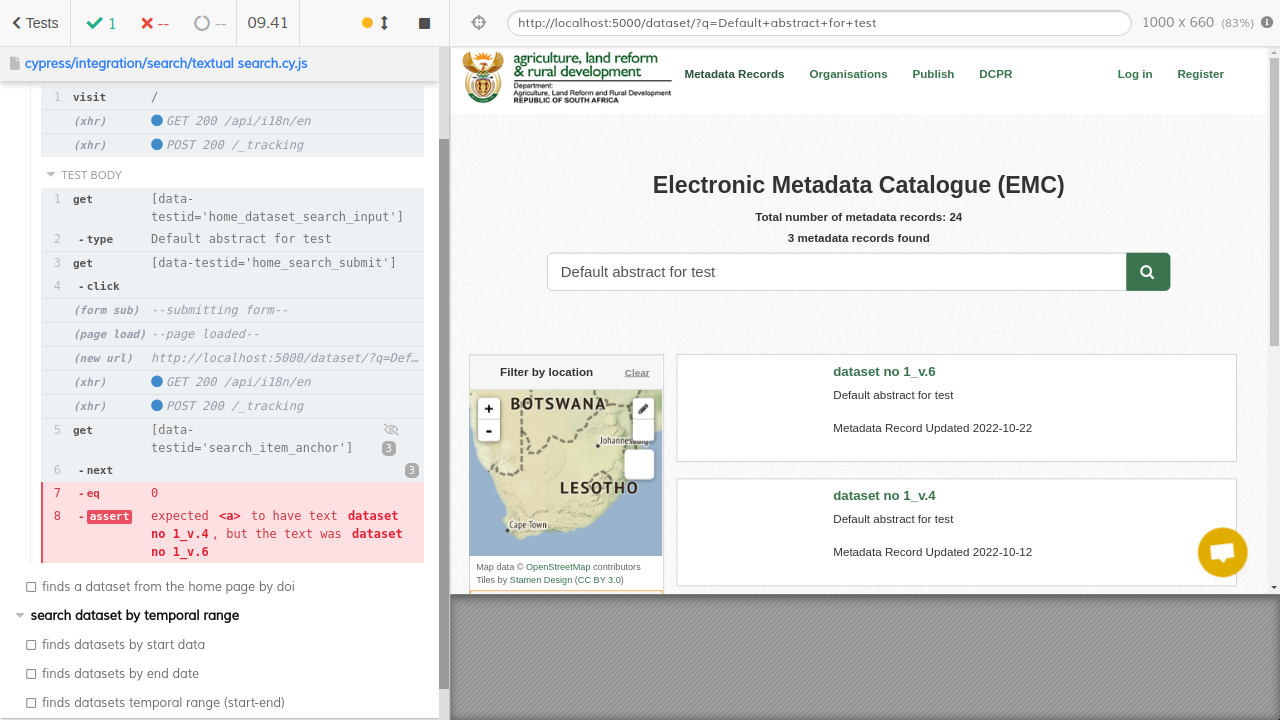 Tests
1
--
--
09.41
http://localhost:5000/dataset/?q=Default+abstract+for+test
1000 x 660 (83%)
cypress/integration/search/textual search.cy.js
1 visit /
(xhr) GET 200 /api/i18n/en
(xhr) POST 200 /_tracking
TEST BODY
1 get [data-
testid='home_dataset_search_input']
2 -type Default abstract for test
3 get [data-testid='home_search_submit']
4 -click
(form sub) --submitting form--
(page load) --page loaded--
(new url) http://localhost:5000/dataset/?q=Def…
(xhr) GET 200 /api/i18n/en
(xhr) POST 200 /_tracking
5 get [data-
testid='search_item_anchor'] 3
6 -next 3
7 -eq 0
8 -assert expected <a> to have text dataset
no 1_v.4, but the text was dataset
no 1_v.6
finds a dataset from the home page by doi
search dataset by temporal range
finds datasets by start data
finds datasets by end date
finds datasets temporal range (start-end)
agriculture, land reform
& rural development
Department:
Agriculture, Land Reform and Rural Development
REPUBLIC OF SOUTH AFRICA
Metadata Records
Organisations
Publish
DCPR
Log in
Register
Electronic Metadata Catalogue (EMC)
Total number of metadata records: 24
3 metadata records found
Default abstract for test
Filter by location
Clear
+
-
BOTSWANA
Johannesburg
LESOTHO
Cape Town
Map data © OpenStreetMap contributors
Tiles by Stamen Design (CC BY 3.0)
dataset no 1_v.6
Default abstract for test
Metadata Record Updated 2022-10-22
dataset no 1_v.4
Default abstract for test
Metadata Record Updated 2022-10-12